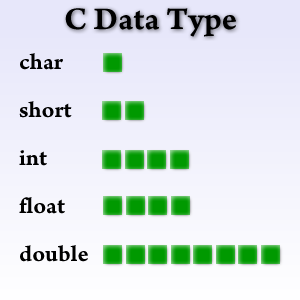 C Data Type
char
short
int
float
double